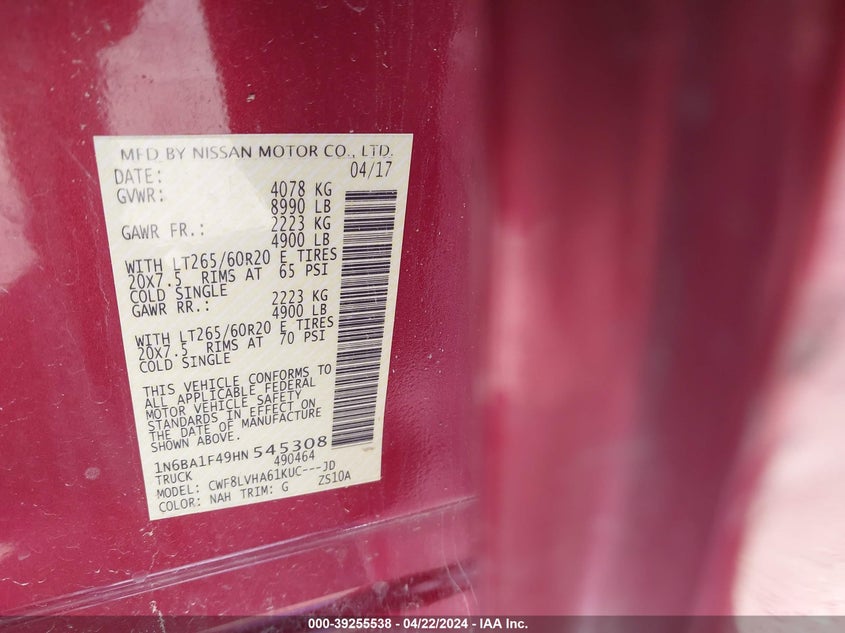 MFD BY NISSAN MOTOR CO., LTD.
DATE: 04/17
GVWR: 4078 KG
8990 LB
GAWR FR.: 2223 KG
4900 LB
WITH LT265/60R20 E TIRES
20X7.5 RIMS AT 65 PSI
COLD SINGLE
GAWR RR.: 2223 KG
4900 LB
WITH LT265/60R20 E TIRES
20X7.5 RIMS AT 70 PSI
COLD SINGLE
THIS VEHICLE CONFORMS TO
ALL APPLICABLE FEDERAL
MOTOR VEHICLE SAFETY
STANDARDS IN EFFECT ON
THE DATE OF MANUFACTURE
SHOWN ABOVE.
1N6BA1F49HN545308
TRUCK 490464
MODEL: CWF8LVHA61KUC---JD
COLOR: NAH TRIM: G ZS10A
000-39255538 - 04/22/2024 - IAA Inc.